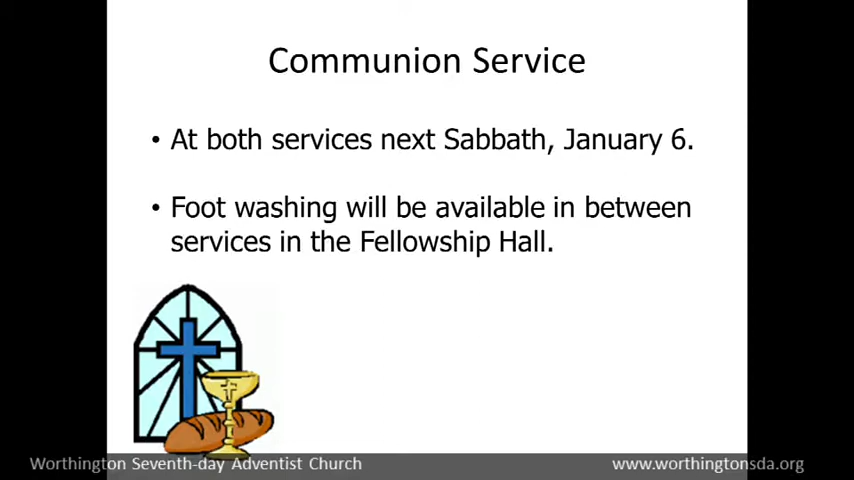 Communion Service
• At both services next Sabbath, January 6.
• Foot washing will be available in between
services in the Fellowship Hall.
Worthington Seventh-day Adventist Church
www.worthingtonsda.org